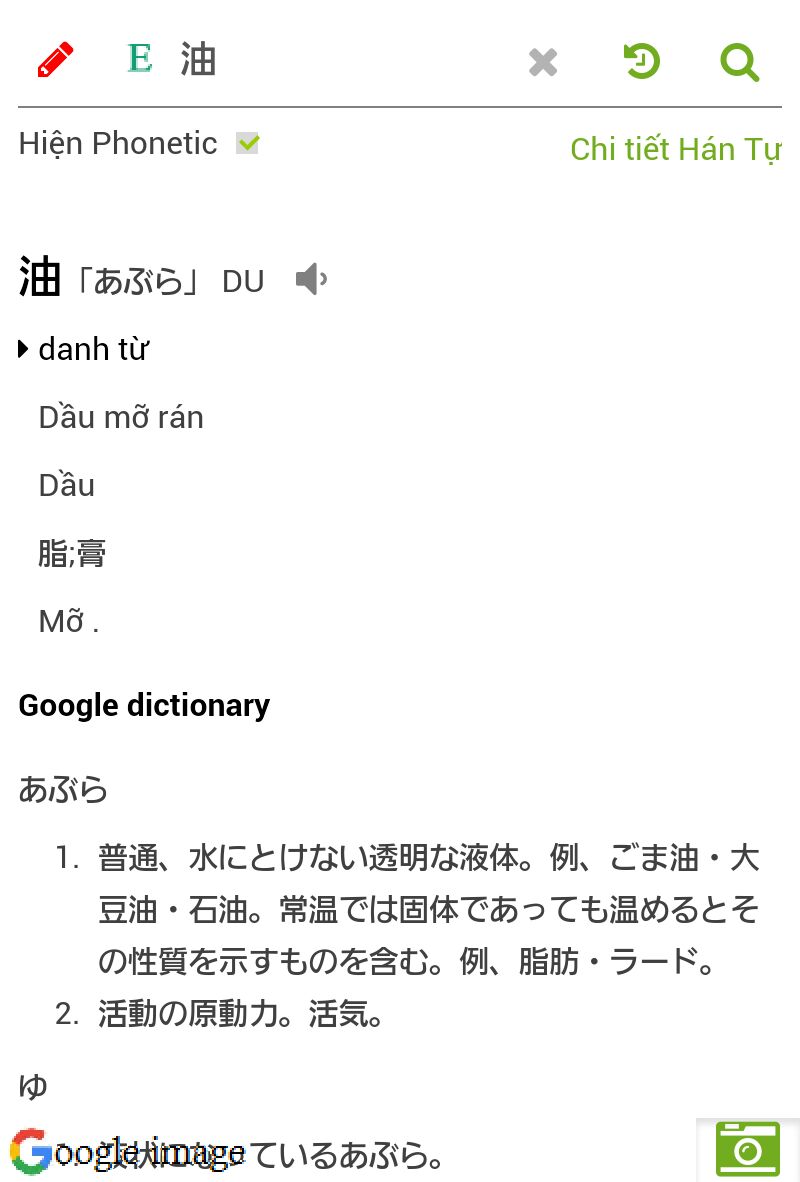 E 油
Hiện Phonetic
Chi tiết Hán Tự
油 「あぶら」 DU
danh từ
Dầu mỡ rán
Dầu
脂;膏
Mỡ .
Google dictionary
あぶら
1. 普通、水にとけない透明な液体。例、ごま油・大
豆油・石油。常温では固体であっても温めるとそ
の性質を示すものを含む。例、脂肪・ラード。
2. 活動の原動力。活気。
ゆ
Google image
ているあぶら。